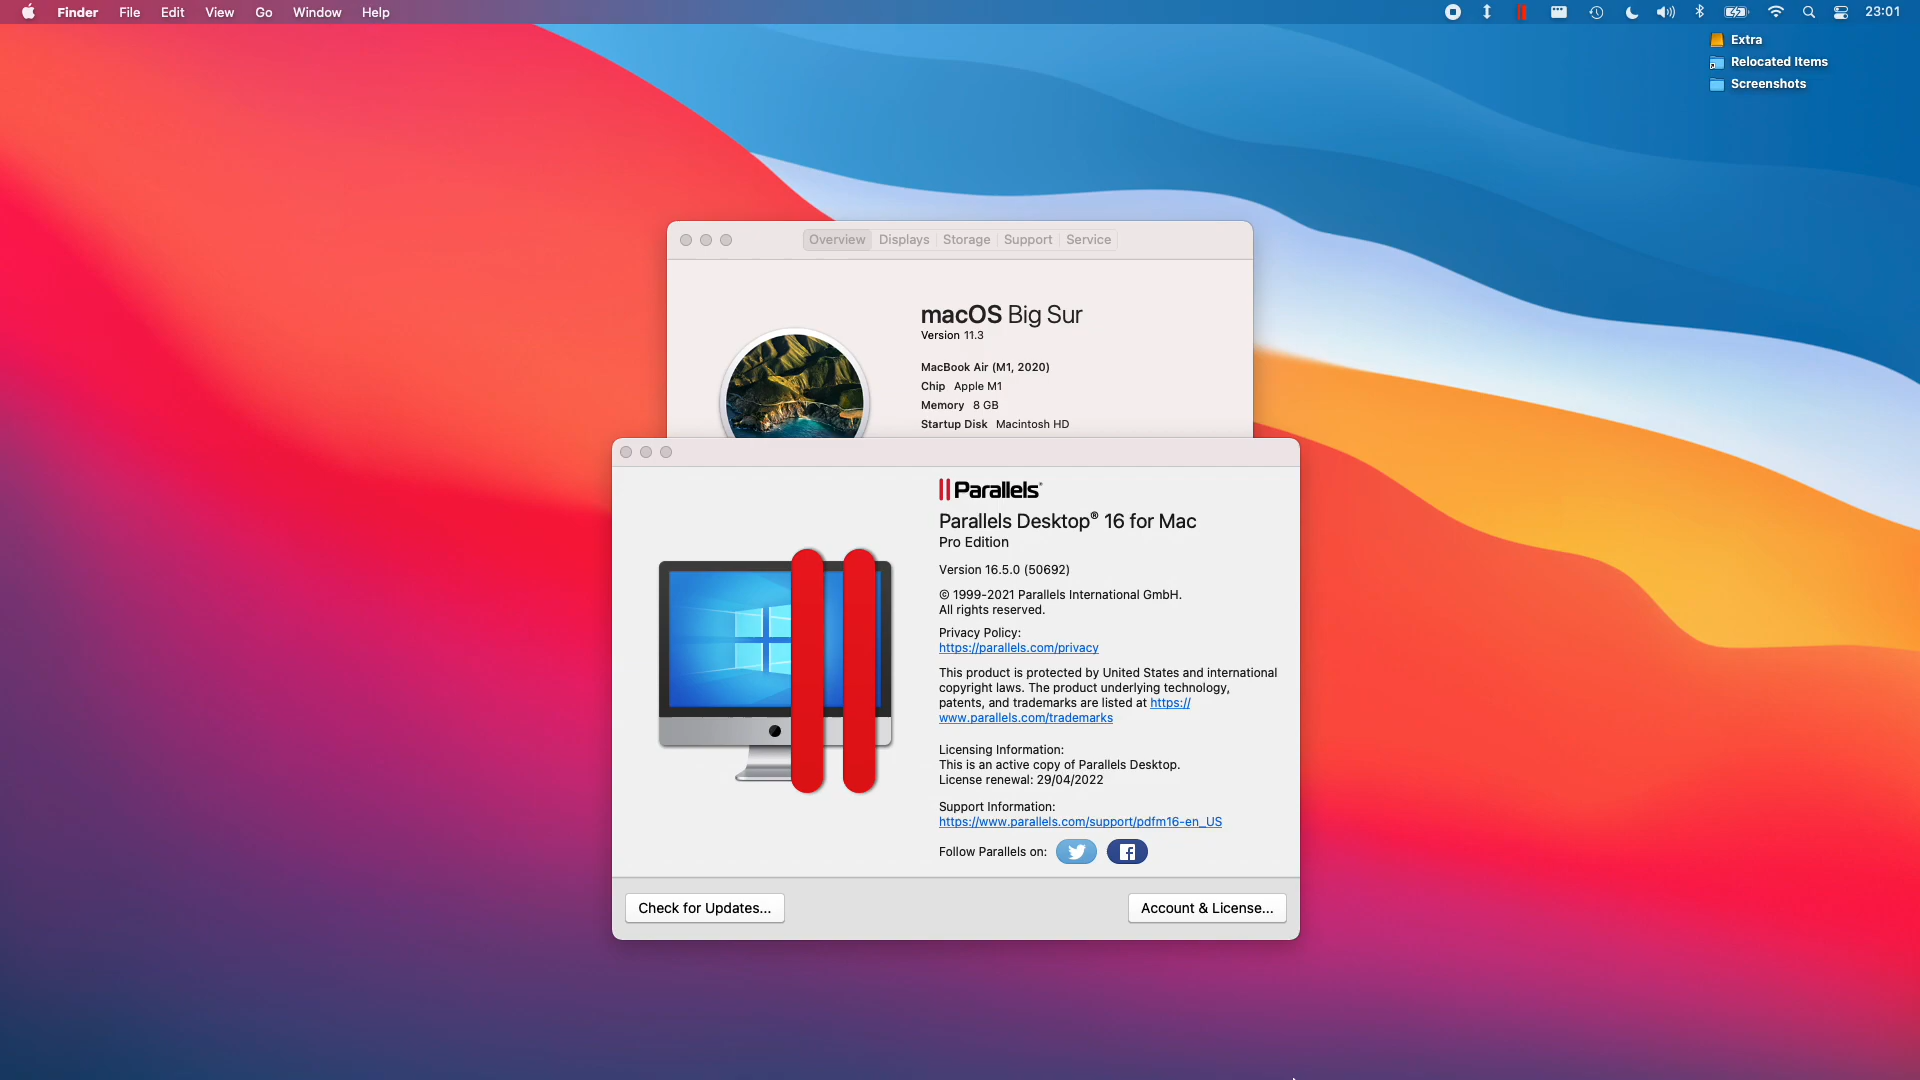 Finder File Edit View Go Window Help 23:01
Extra
Relocated Items
Screenshots
Overview Displays Storage Support Service
macOS Big Sur
Version 11.3
MacBook Air (M1, 2020)
Chip Apple M1
Memory 8 GB
Startup Disk Macintosh HD
Parallels®
Parallels Desktop® 16 for Mac
Pro Edition
Version 16.5.0 (50692)
© 1999-2021 Parallels International GmbH.
All rights reserved.
Privacy Policy:
https://parallels.com/privacy
This product is protected by United States and international
copyright laws. The product underlying technology,
patents, and trademarks are listed at https://
www.parallels.com/trademarks
Licensing Information:
This is an active copy of Parallels Desktop.
License renewal: 29/04/2022
Support Information:
https://www.parallels.com/support/pdfm16-en_US
Follow Parallels on:
Check for Updates... Account & License...